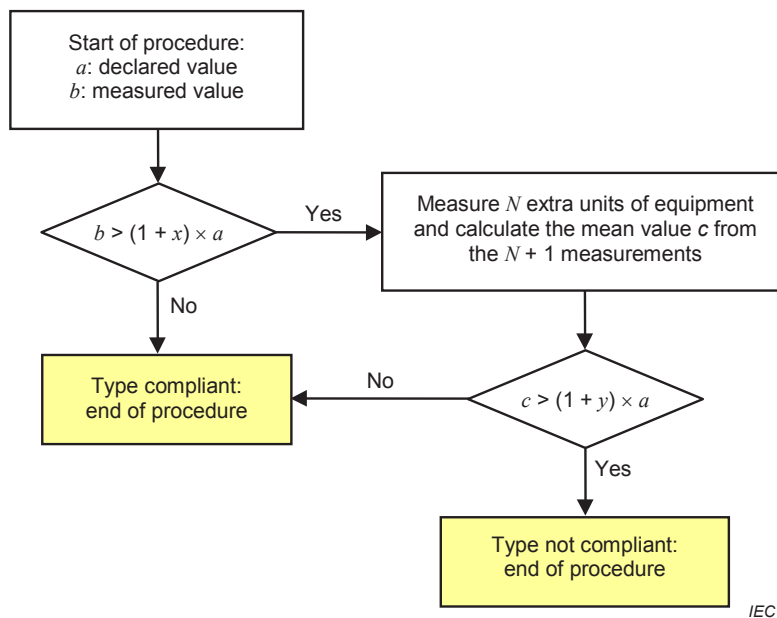 Start of procedure:
a: declared value
b: measured value
b > (1 + x) × a
Yes
Measure N extra units of equipment
and calculate the mean value c from
the N + 1 measurements
No
Type compliant:
end of procedure
No
c > (1 + y) × a
Yes
Type not compliant:
end of procedure
IEC